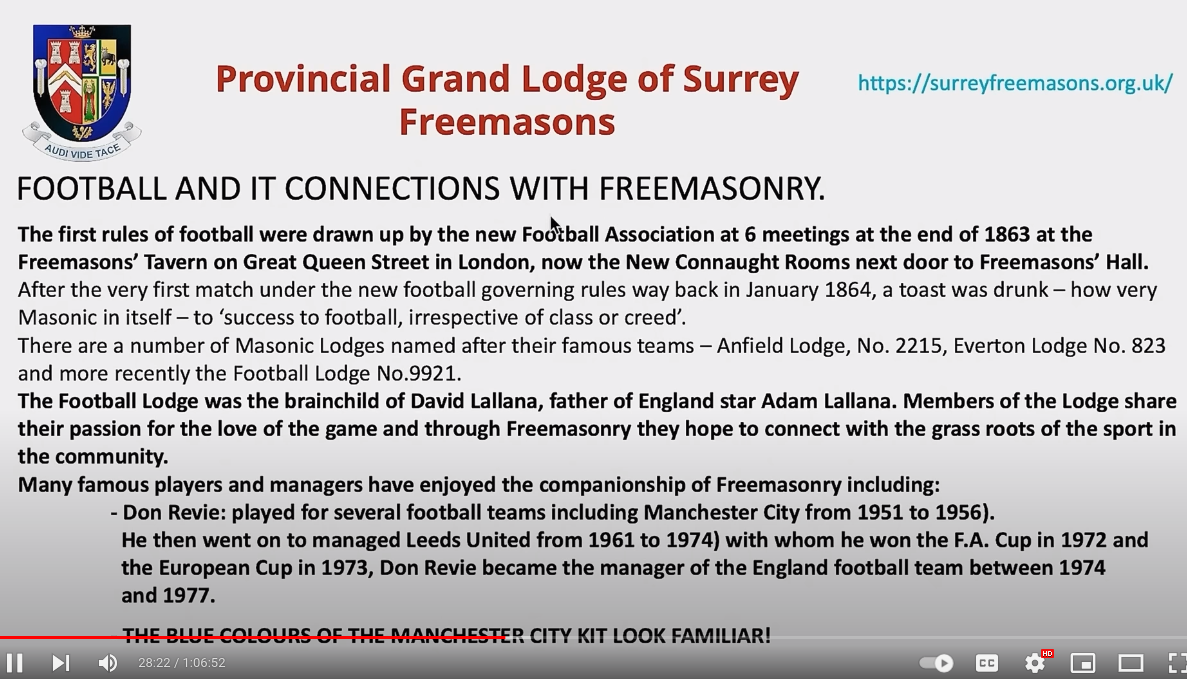 Provincial Grand Lodge of Surrey
Freemasons
https://surreyfreemasons.org.uk/
AUDI VIDE TACE
FOOTBALL AND IT CONNECTIONS WITH FREEMASONRY.
The first rules of football were drawn up by the new Football Association at 6 meetings at the end of 1863 at the
Freemasons’ Tavern on Great Queen Street in London, now the New Connaught Rooms next door to Freemasons’ Hall.
After the very first match under the new football governing rules way back in January 1864, a toast was drunk – how very
Masonic in itself – to ‘success to football, irrespective of class or creed’.
There are a number of Masonic Lodges named after their famous teams – Anfield Lodge, No. 2215, Everton Lodge No. 823
and more recently the Football Lodge No.9921.
The Football Lodge was the brainchild of David Lallana, father of England star Adam Lallana. Members of the Lodge share
their passion for the love of the game and through Freemasonry they hope to connect with the grass roots of the sport in
the community.
Many famous players and managers have enjoyed the companionship of Freemasonry including:
- Don Revie: played for several football teams including Manchester City from 1951 to 1956).
He then went on to managed Leeds United from 1961 to 1974) with whom he won the F.A. Cup in 1972 and
the European Cup in 1973, Don Revie became the manager of the England football team between 1974
and 1977.
THE BLUE COLOURS OF THE MANCHESTER CITY KIT LOOK FAMILIAR!
28:22 / 1:06:52
CC
HD